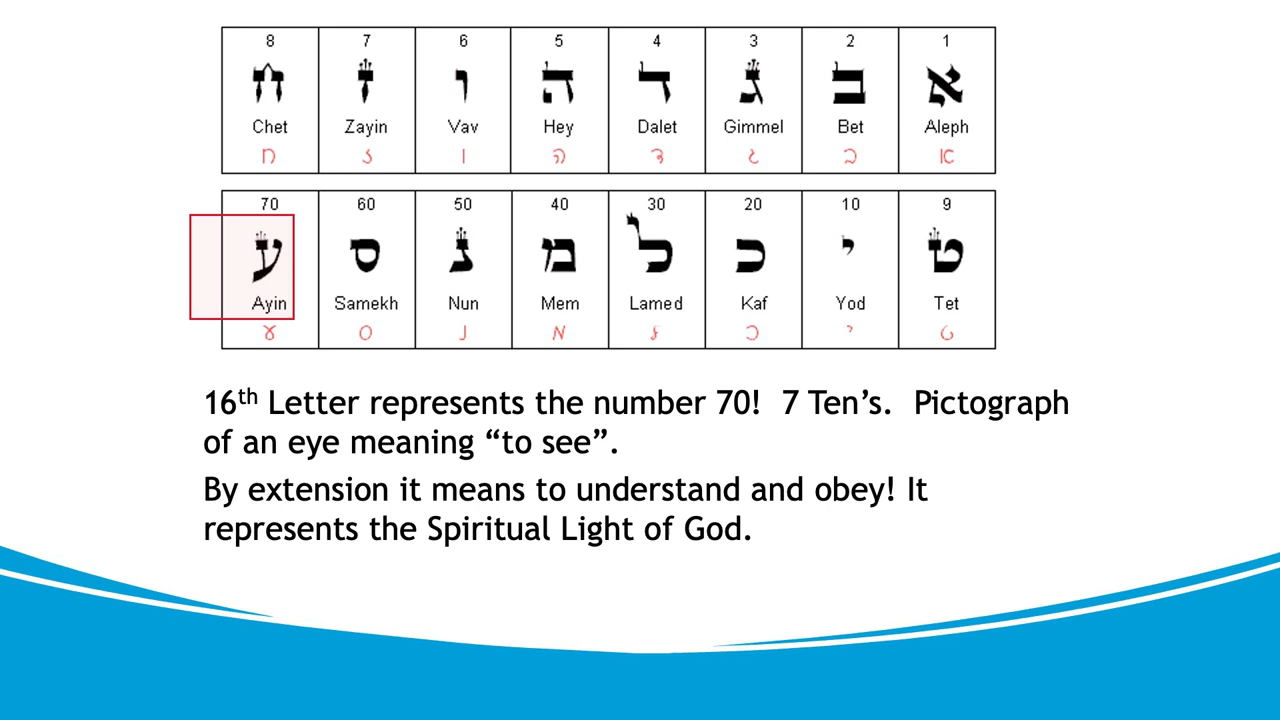 8 7 6 5 4 3 2 1
ח ז ו ה ד ג ב א
Chet Zayin Vav Hey Dalet Gimmel Bet Aleph
ח ז ו ה ד ג ב א
70 60 50 40 30 20 10 9
ע ס נ מ ל כ י ט
Ayin Samekh Nun Mem Lamed Kaf Yod Tet
ע ס נ מ ל כ י ט
16th Letter represents the number 70!  7 Ten’s.  Pictograph
of an eye meaning “to see”.
By extension it means to understand and obey! It
represents the Spiritual Light of God.